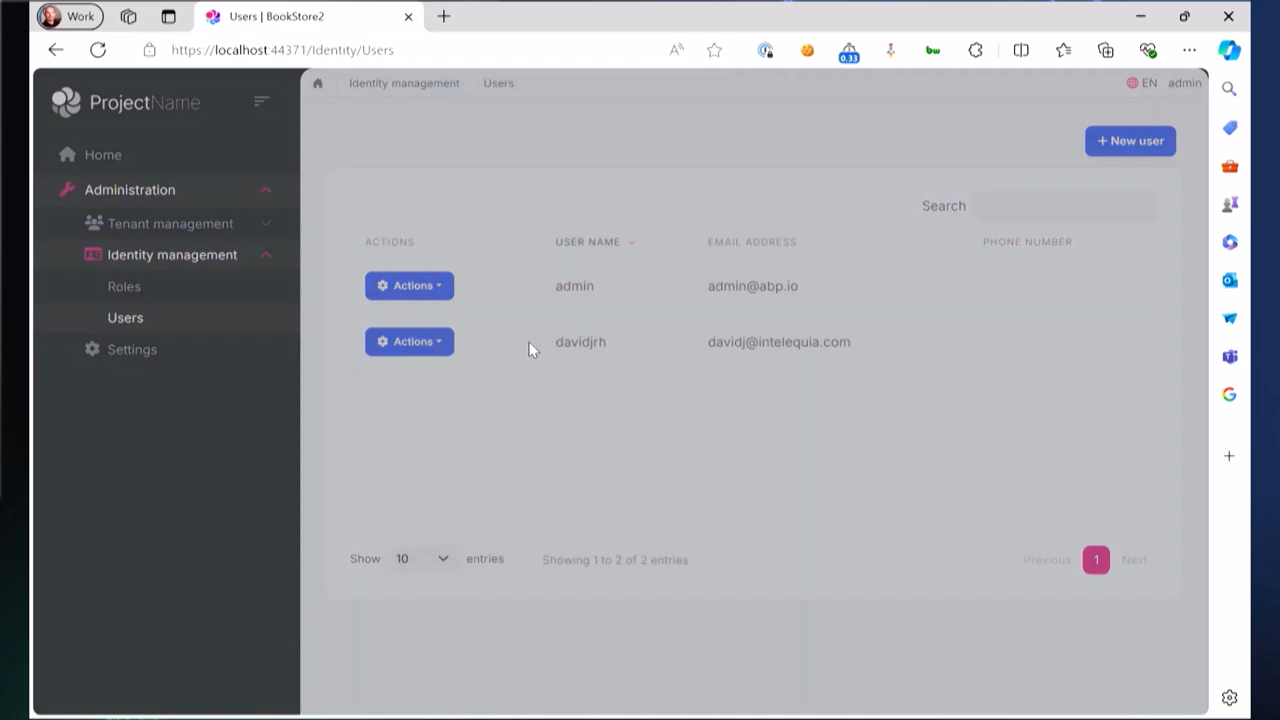 Work
Users | BookStore2
https://localhost:44371/Identity/Users
0.33
bw
ProjectName
Home
Administration
Tenant management
Identity management
Roles
Users
Settings
Identity management
Users
EN
admin
+ New user
Search
ACTIONS
USER NAME
EMAIL ADDRESS
PHONE NUMBER
Actions
admin
admin@abp.io
Actions
davidjrh
davidj@intelequia.com
Show
10
entries
Showing 1 to 2 of 2 entries
Previous
1
Next